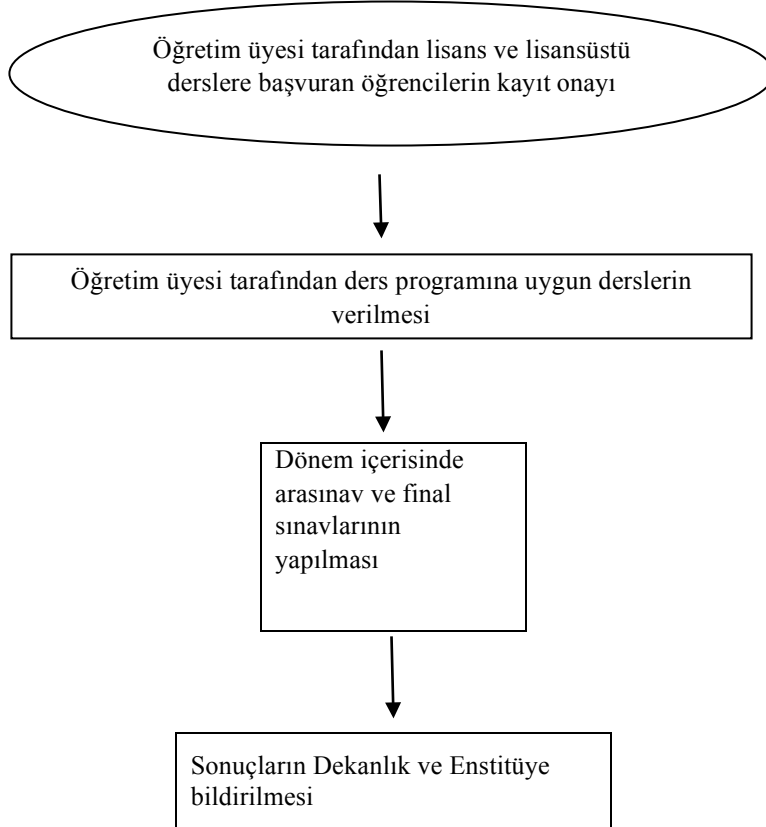 Öğretim üyesi tarafından lisans ve lisansüstü
derslere başvuran öğrencilerin kayıt onayı
Öğretim üyesi tarafından ders programına uygun derslerin
verilmesi
Dönem içerisinde
arasınav ve final
sınavlarının
yapılması
Sonuçların Dekanlık ve Enstitüye
bildirilmesi